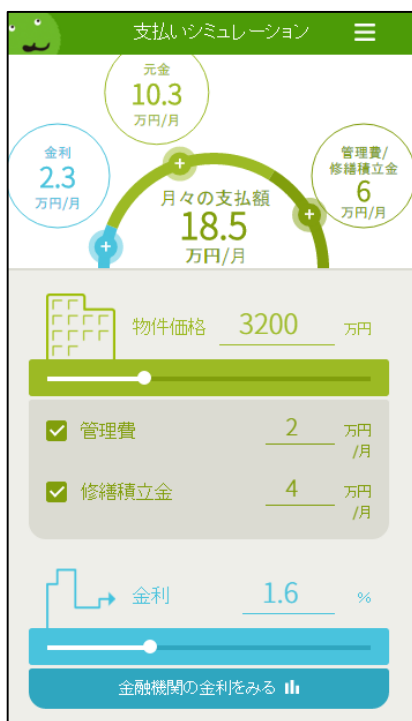 支払いシミュレーション
元金
10.3
万円/月
金利
2.3
万円/月
管理費/
修繕積立金
6
万円/月
月々の支払額
18.5
万円/月
物件価格 3200 万円
管理費 2 万円
/月
修繕積立金 4 万円
/月
金利 1.6 %
金融機関の金利をみる